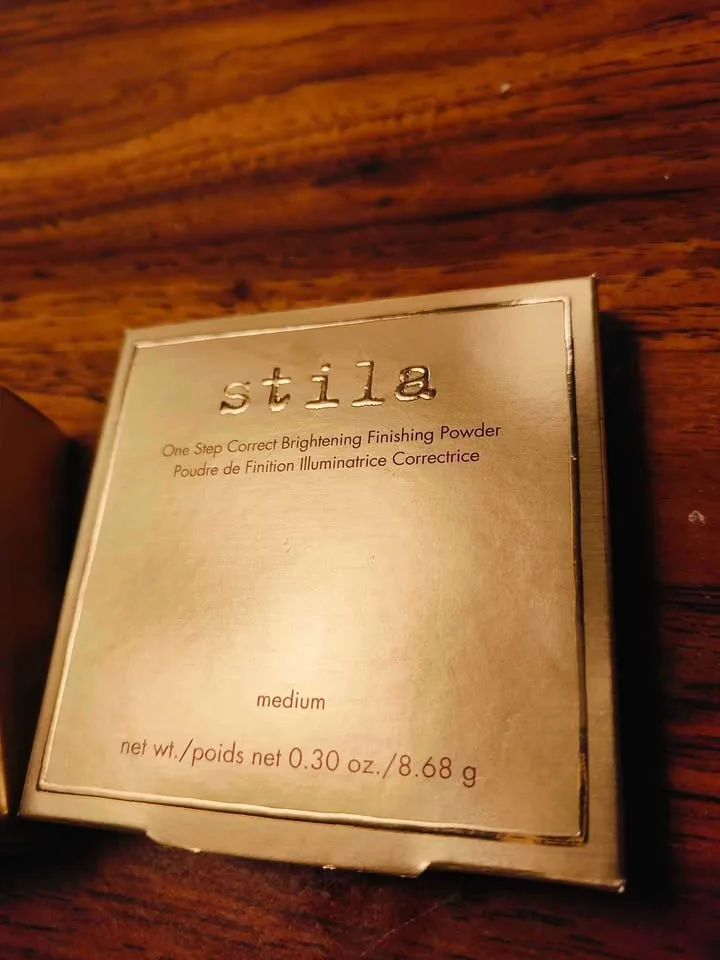 stila
One Step Correct Brightening Finishing Powder
Poudre de Finition Illuminatrice Correctrice
medium
net wt./poids net 0.30 oz./8.68 g